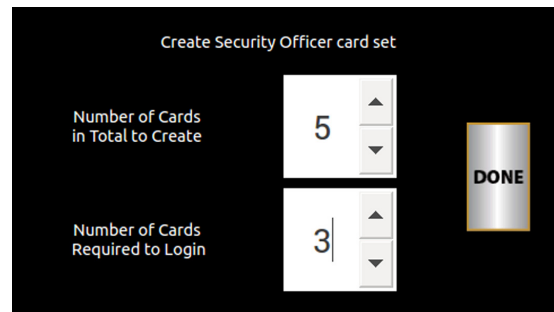 Create Security Officer card set
Number of Cards
in Total to Create
5
DONE
Number of Cards
Required to Login
3